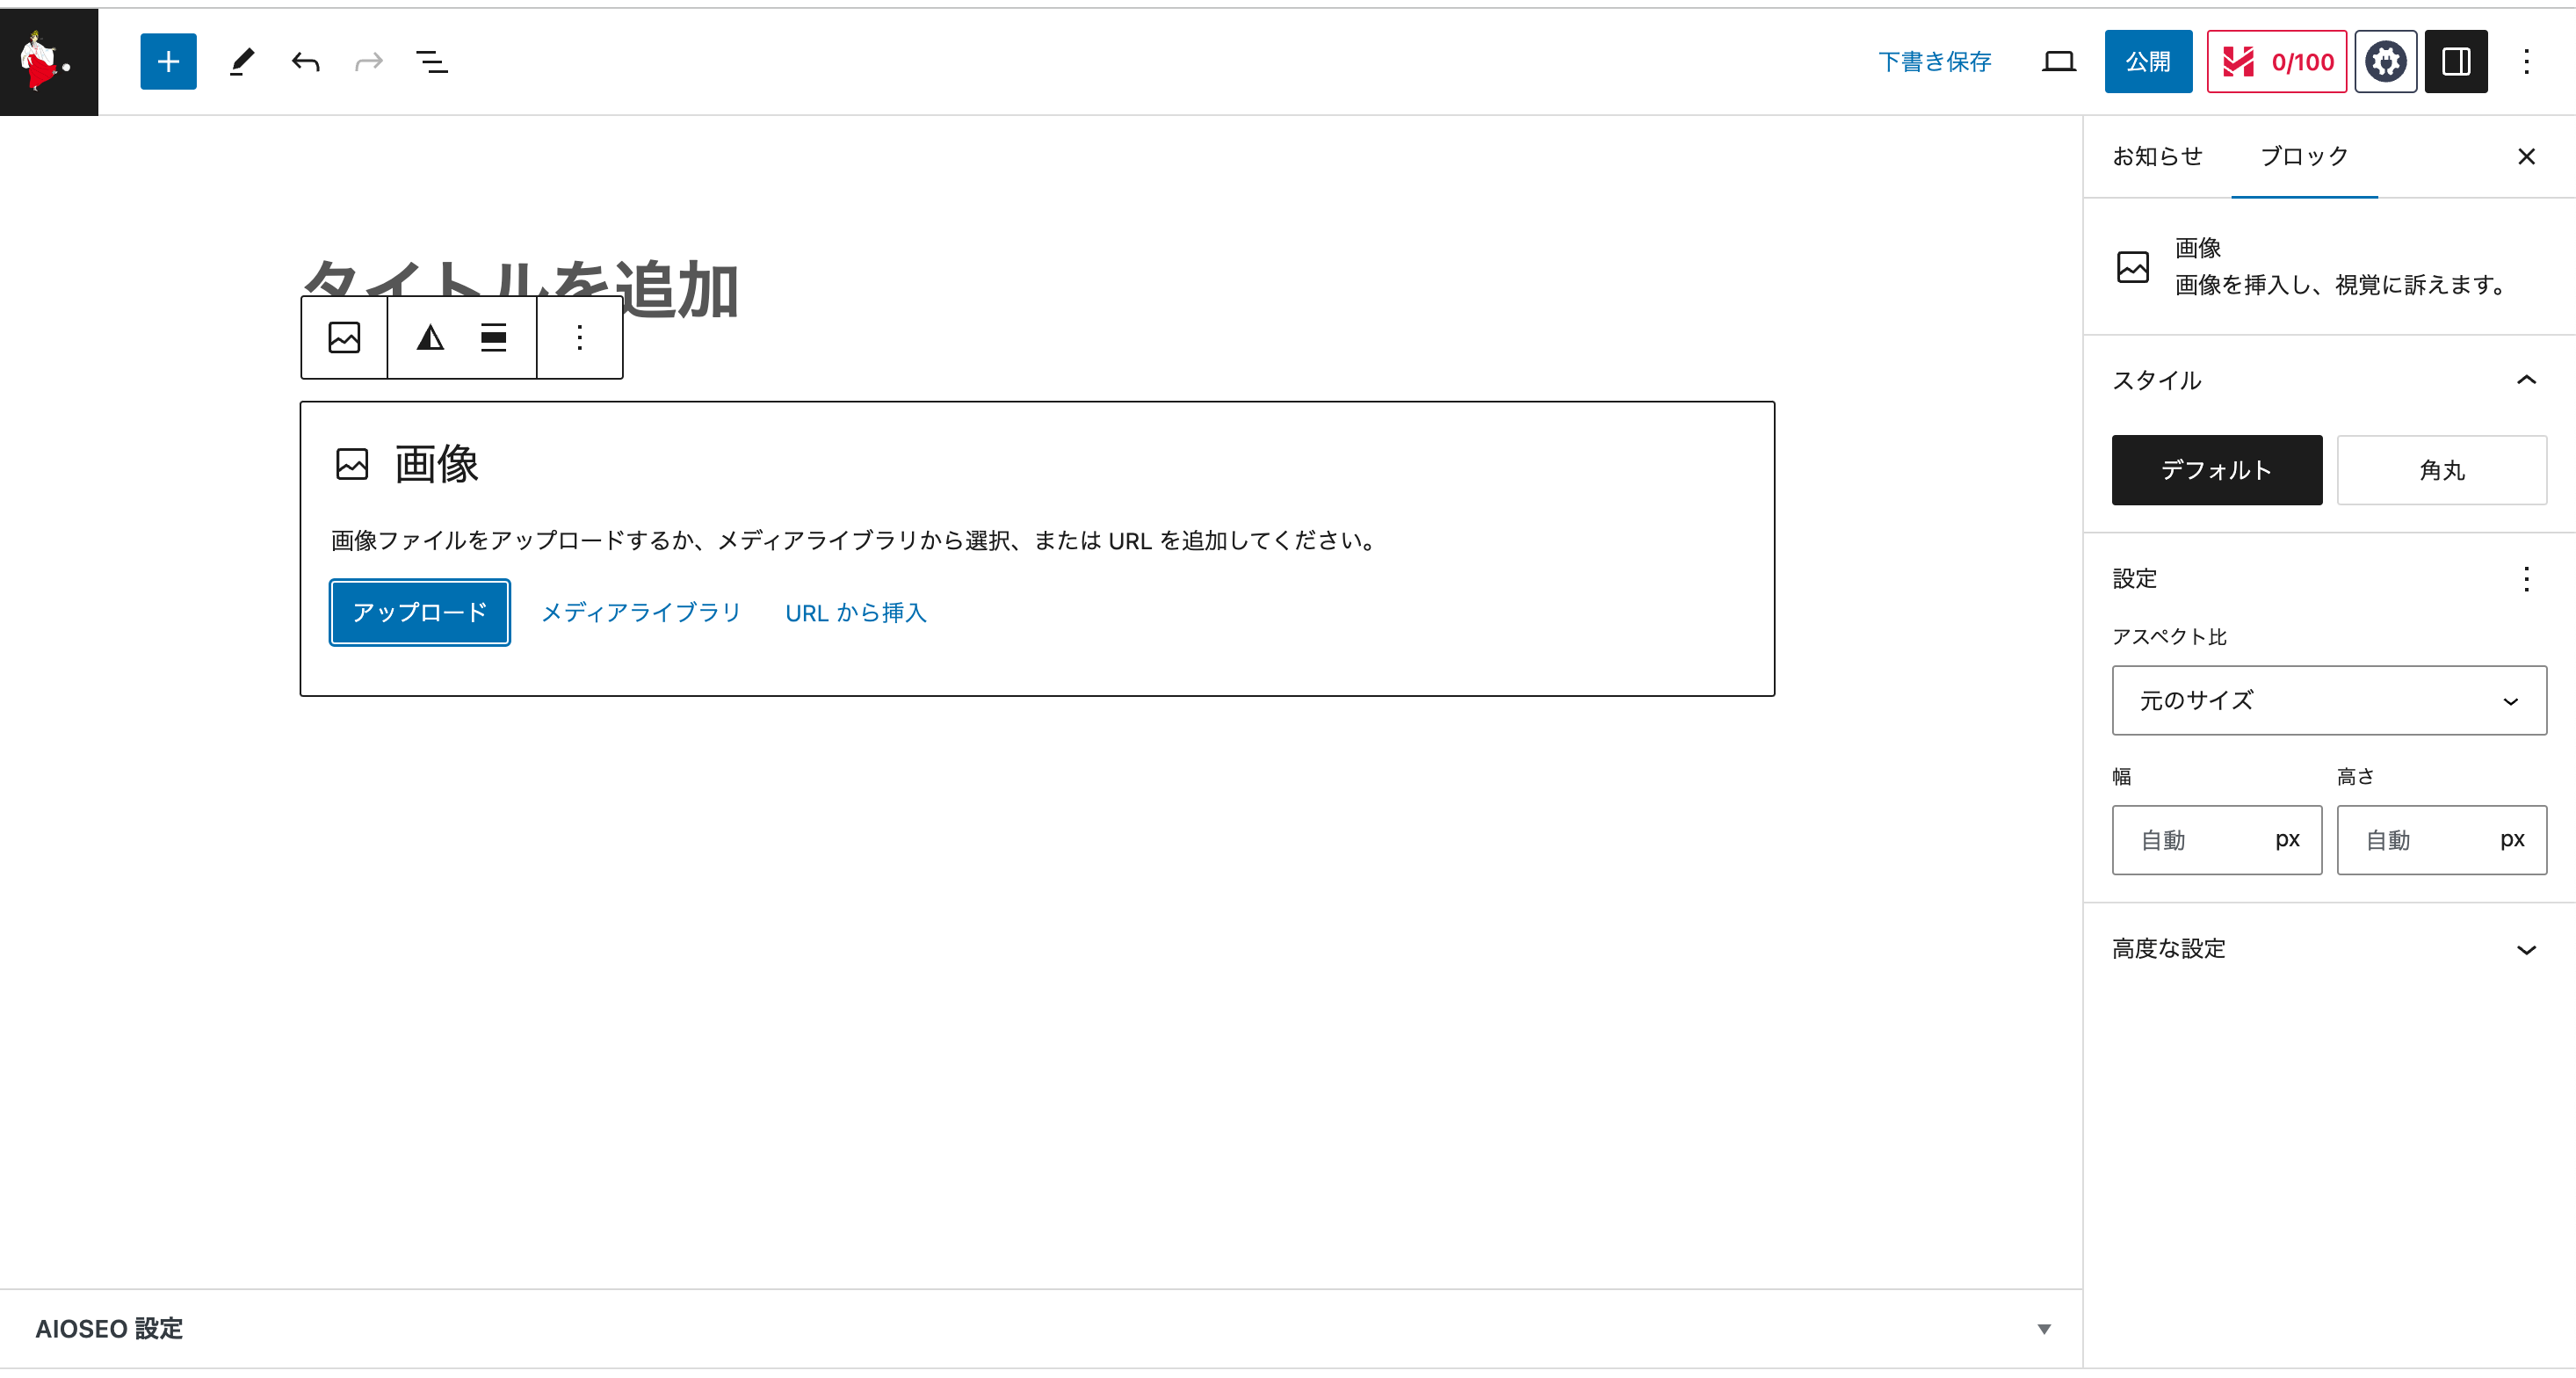 下書き保存
公開
0/100
お知らせ
ブロック
タイトルを追加
画像
画像ファイルをアップロードするか、メディアライブラリから選択、または URL を追加してください。
アップロード
メディアライブラリ
URL から挿入
画像
画像を挿入し、視覚に訴えます。
スタイル
デフォルト
角丸
設定
アスペクト比
元のサイズ
幅
高さ
自動
px
自動
px
高度な設定
AIOSEO 設定